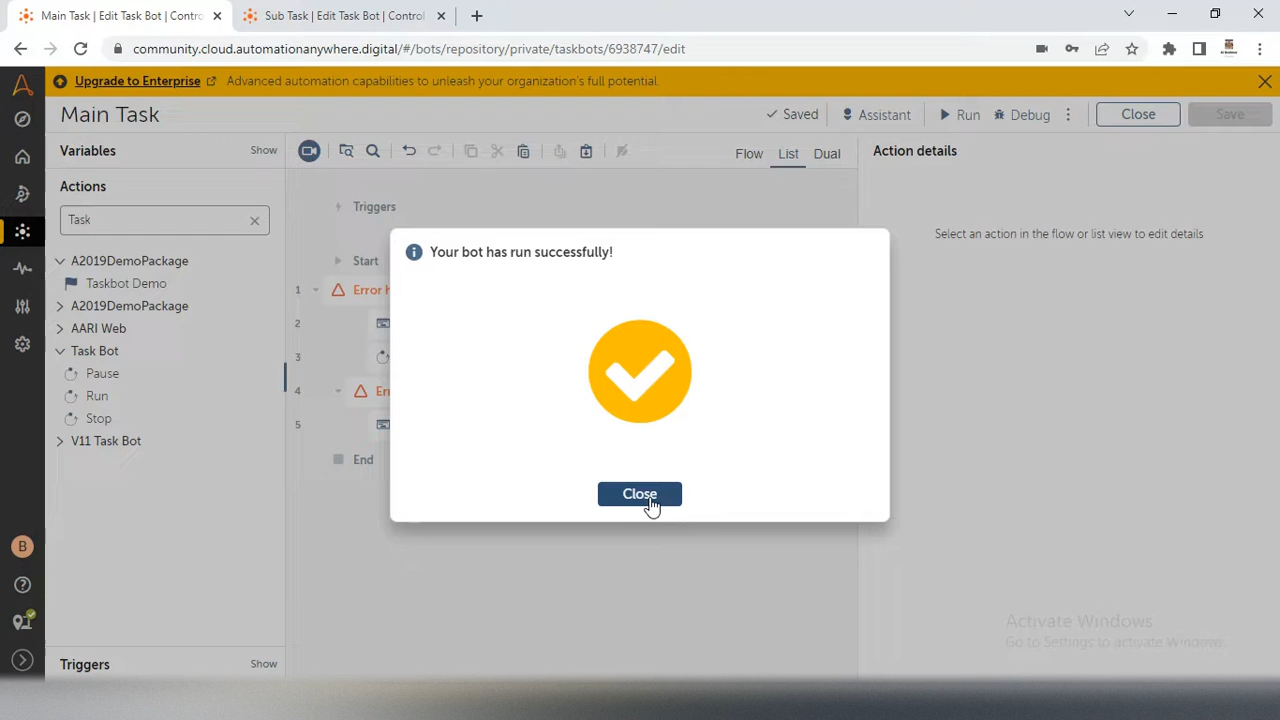 Main Task | Edit Task Bot | Contro
Sub Task | Edit Task Bot | Control
community.cloud.automationanywhere.digital/#/bots/repository/private/taskbots/6938747/edit
Upgrade to Enterprise
Advanced automation capabilities to unleash your organization's full potential.
Main Task
Saved
Assistant
Run
Debug
Close
Save
Variables
Show
Flow
List
Dual
Action details
Actions
Task
Triggers
Select an action in the flow or list view to edit details
A2019DemoPackage
Taskbot Demo
A2019DemoPackage
AARI Web
Task Bot
Pause
Run
Stop
V11 Task Bot
Start
1
Error h
2
3
4
Err
5
End
Your bot has run successfully!
Close
B
Activate Windows
Go to Settings to activate Windows.
Triggers
Show